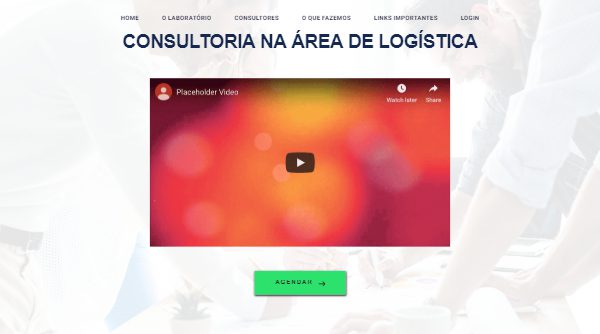 HOME O LABORATÓRIO CONSULTORES O QUE FAZEMOS LINKS IMPORTANTES LOGIN
CONSULTORIA NA ÁREA DE LOGÍSTICA
Placeholder Video
Watch later Share
AGENDAR →